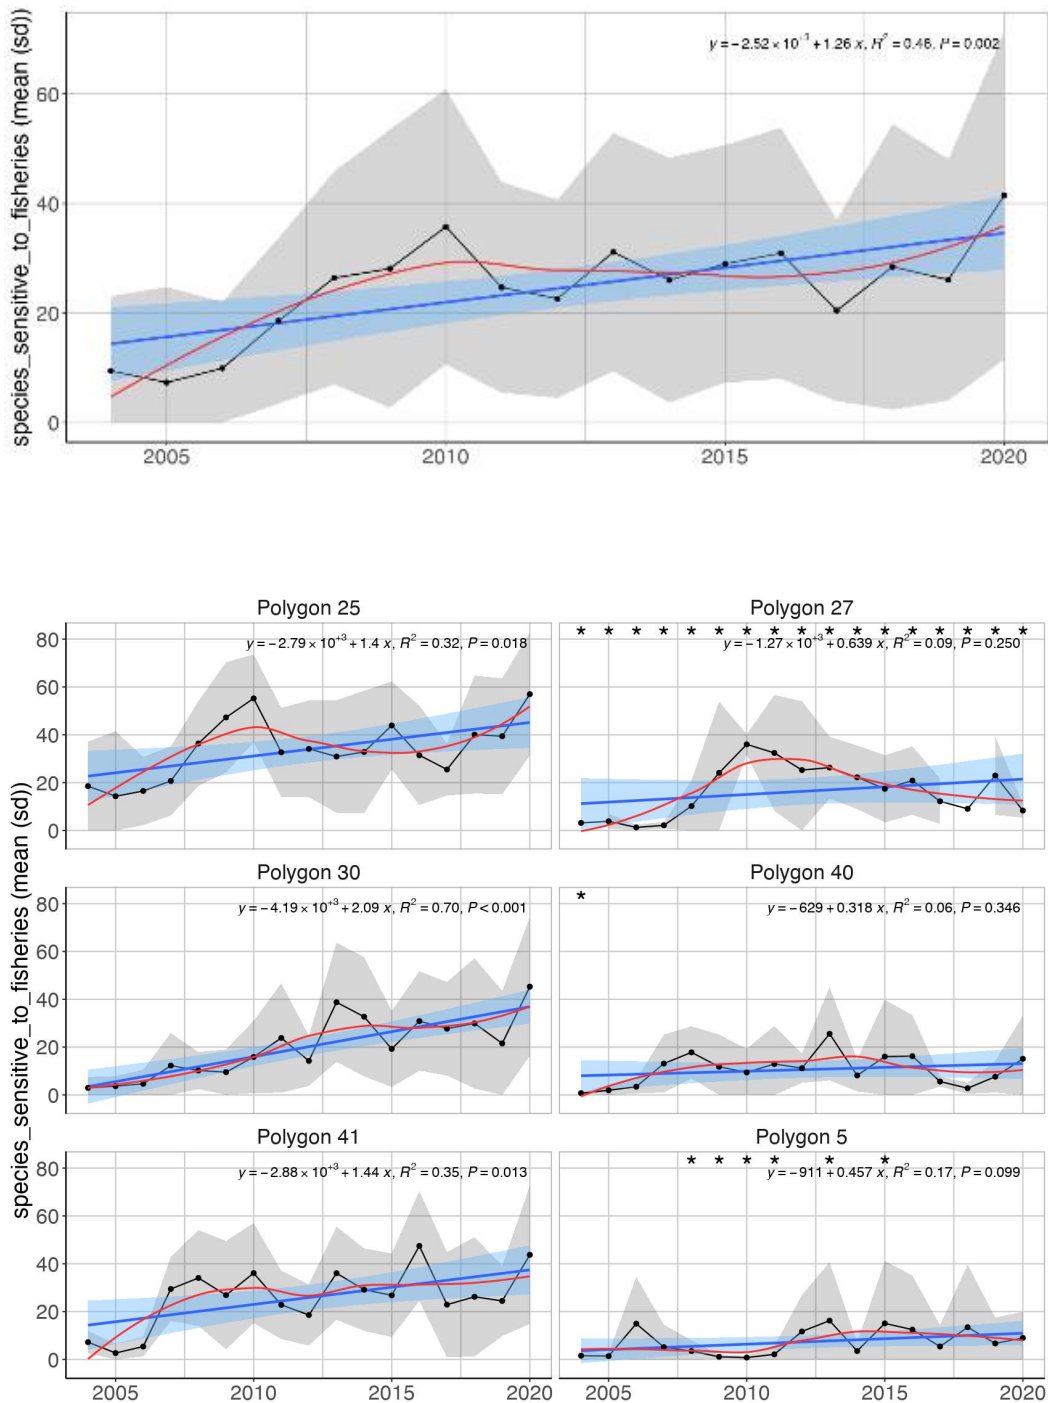 y = −2.52 × 10⁺³ + 1.26 x, R² = 0.46, P = 0.002
species_sensitive_to_fisheries (mean (sd))
60
40
20
0
2005 2010 2015 2020
Polygon 25 Polygon 27
* * * * * * * * * * * * * * * * *
80 y = −2.79 × 10⁺³ + 1.4 x, R² = 0.32, P = 0.018 y = −1.27 × 10⁺³ + 0.639 x, R² = 0.09, P = 0.250
60
40
20
0
species_sensitive_to_fisheries (mean (sd))
Polygon 30 Polygon 40
*
80 y = −4.19 × 10⁺³ + 2.09 x, R² = 0.70, P < 0.001 y = −629 + 0.318 x, R² = 0.06, P = 0.346
60
40
20
0
Polygon 41 Polygon 5
* * * * * *
80 y = −2.88 × 10⁺³ + 1.44 x, R² = 0.35, P = 0.013 y = −911 + 0.457 x, R² = 0.17, P = 0.099
60
40
20
0
2005 2010 2015 2020 2005 2010 2015 2020